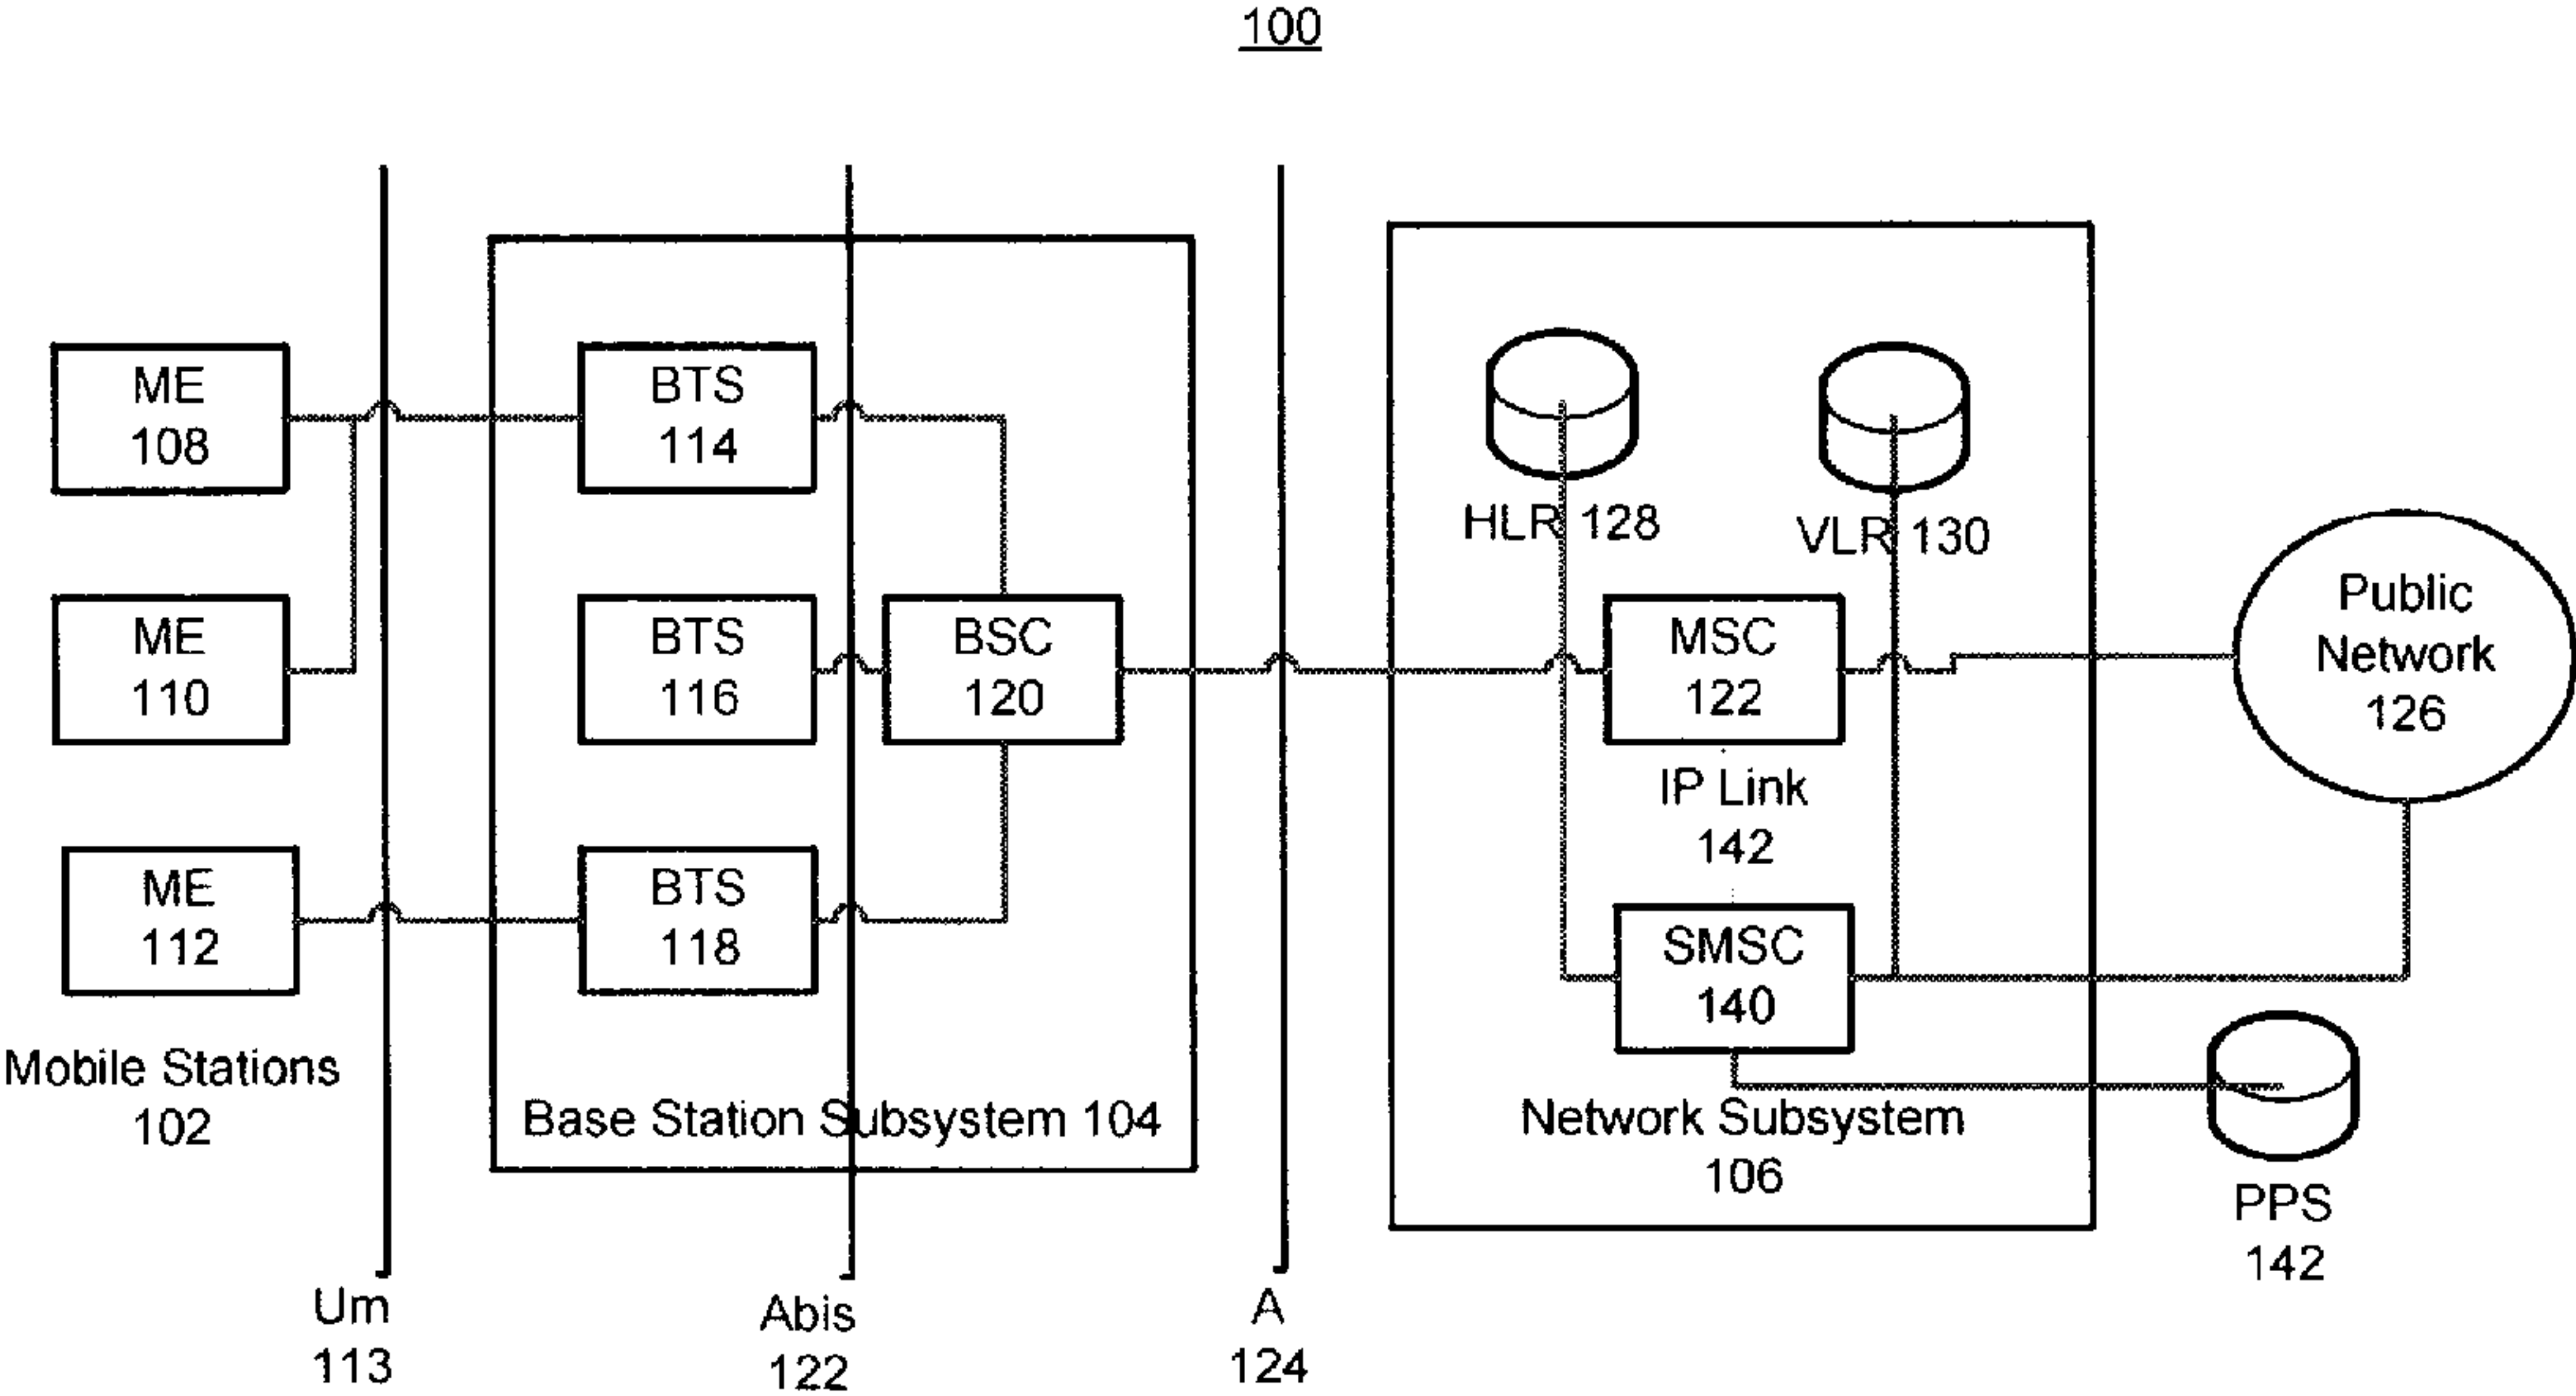 100
ME
108
ME
110
ME
112
Mobile Stations
102
Um
113
BTS
114
BTS
116
BTS
118
BSC
120
Base Station Subsystem 104
Abis
122
A
124
HLR 128
VLR 130
MSC
122
IP Link
142
SMSC
140
Network Subsystem
106
Public
Network
126
PPS
142